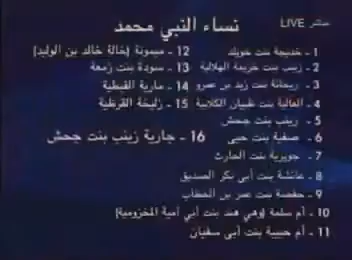 مباشر LIVE
نساء النبي محمد
1 - خديجة بنت خويلد
2 - زينب بنت خزيمة الهلالية
3 - ريحانة بنت زيد بن عمرو
4 - العالية بنت ظبيان الكلابية
5 - زينب بنت جحش
6 - صفية بنت حيى
7 - جويرية بنت الحارث
8 - عائشة بنت أبي بكر الصديق
9 - حفصة بنت عمر بن الخطاب
10 - أم سلمة (وهي هند بنت أبي أمية المخزومية)
11 - أم حبيبة بنت أبي سفيان
12 - ميمونة (خالة خالد بن الوليد)
13 - سودة بنت زمعة
14 - مارية القبطية
15 - زليخة القرظية
16 - جارية زينب بنت جحش